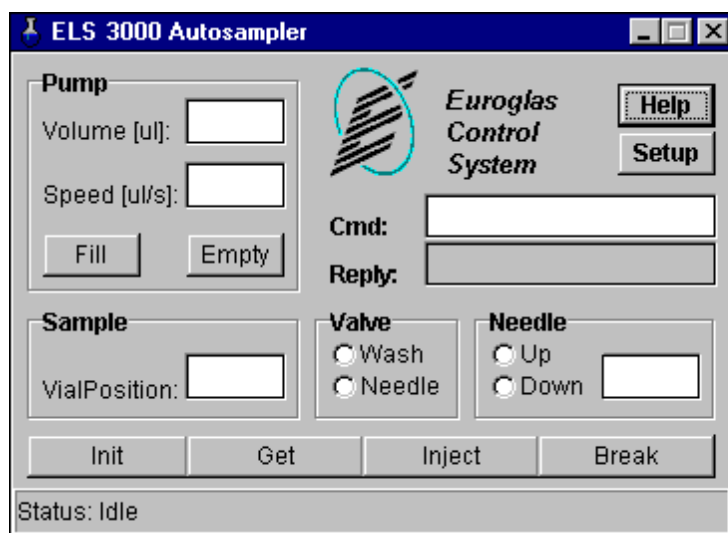 ELS 3000 Autosampler
Pump
Volume [ul]:
Speed [ul/s]:
Fill
Empty
Euroglas
Control
System
Help
Setup
Cmd:
Reply:
Sample
VialPosition:
Valve
Wash
Needle
Needle
Up
Down
Init
Get
Inject
Break
Status: Idle